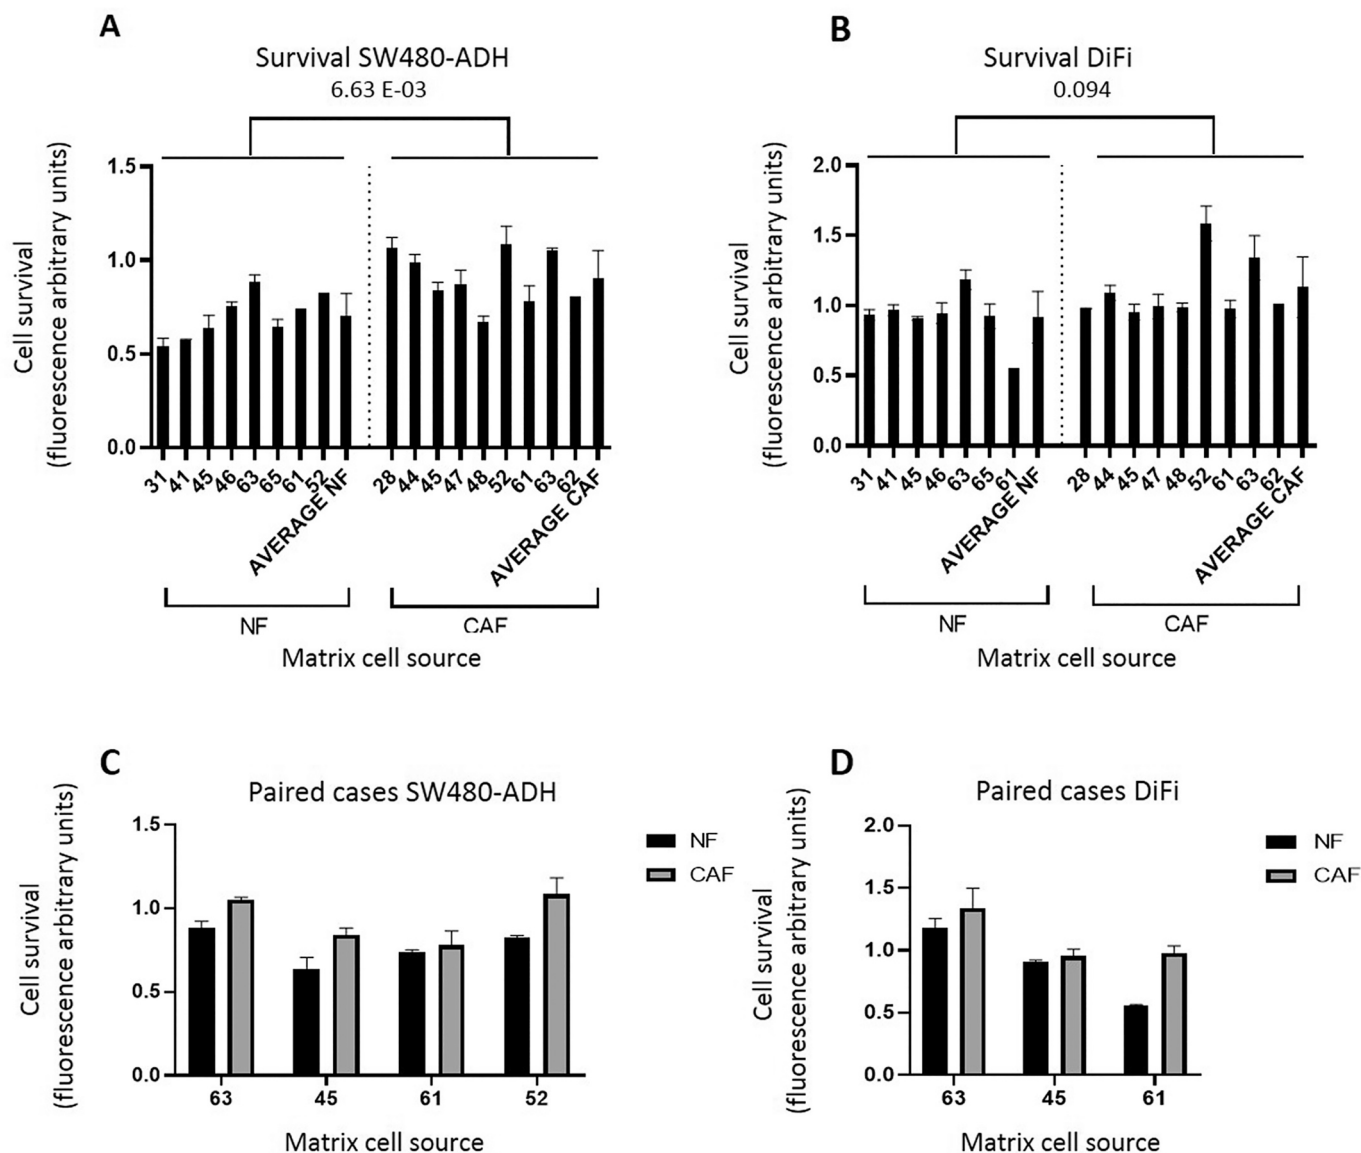 A
Survival SW480-ADH
6.63 E-03
Cell survival
(fluorescence arbitrary units)
1.5
1.0
0.5
0.0
31 41 45 46 63 65 61 52 AVERAGE NF 28 44 45 47 48 52 61 63 62 AVERAGE CAF
NF CAF
Matrix cell source
B
Survival DiFi
0.094
Cell survival
(fluorescence arbitrary units)
2.0
1.5
1.0
0.5
0.0
31 41 45 46 63 65 61 AVERAGE NF 28 44 45 47 48 52 61 63 62 AVERAGE CAF
NF CAF
Matrix cell source
C
Paired cases SW480-ADH
Cell survival
(fluorescence arbitrary units)
1.5
1.0
0.5
0.0
63 45 61 52
Matrix cell source
NF
CAF
D
Paired cases DiFi
Cell survival
(fluorescence arbitrary units)
2.0
1.5
1.0
0.5
0.0
63 45 61
Matrix cell source
NF
CAF